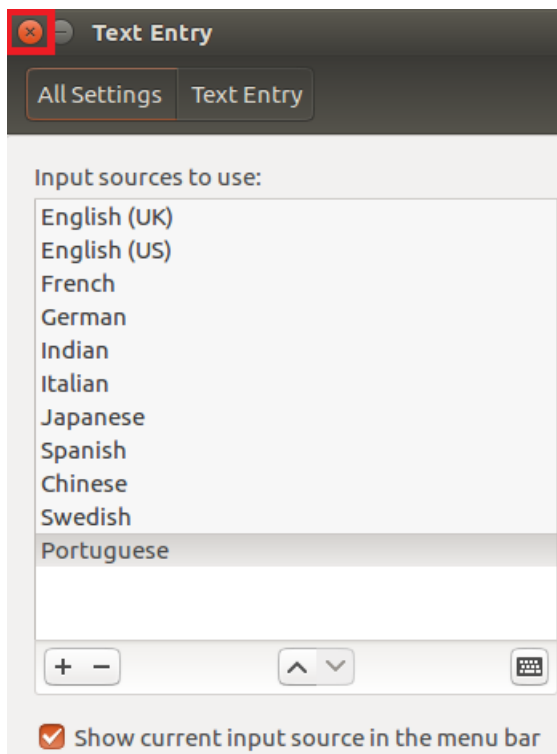 Text Entry
All Settings Text Entry
Input sources to use:
English (UK)
English (US)
French
German
Indian
Italian
Japanese
Spanish
Chinese
Swedish
Portuguese
Show current input source in the menu bar